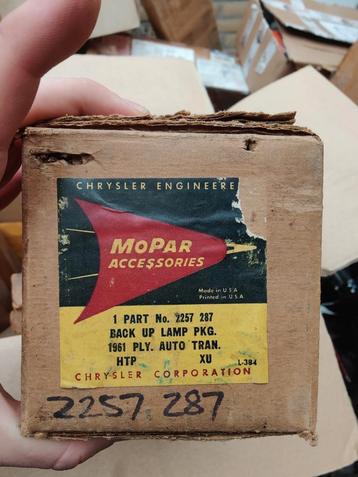 CHRYSLER ENGINEERE
MOPAR
ACCESSORIES
Made in U.S.A
Printed in U.S.A
1 PART No. 2257 287
BACK UP LAMP PKG.
1961 PLY. AUTO TRAN.
HTP XU
L-384
CHRYSLER CORPORATION
2257 287